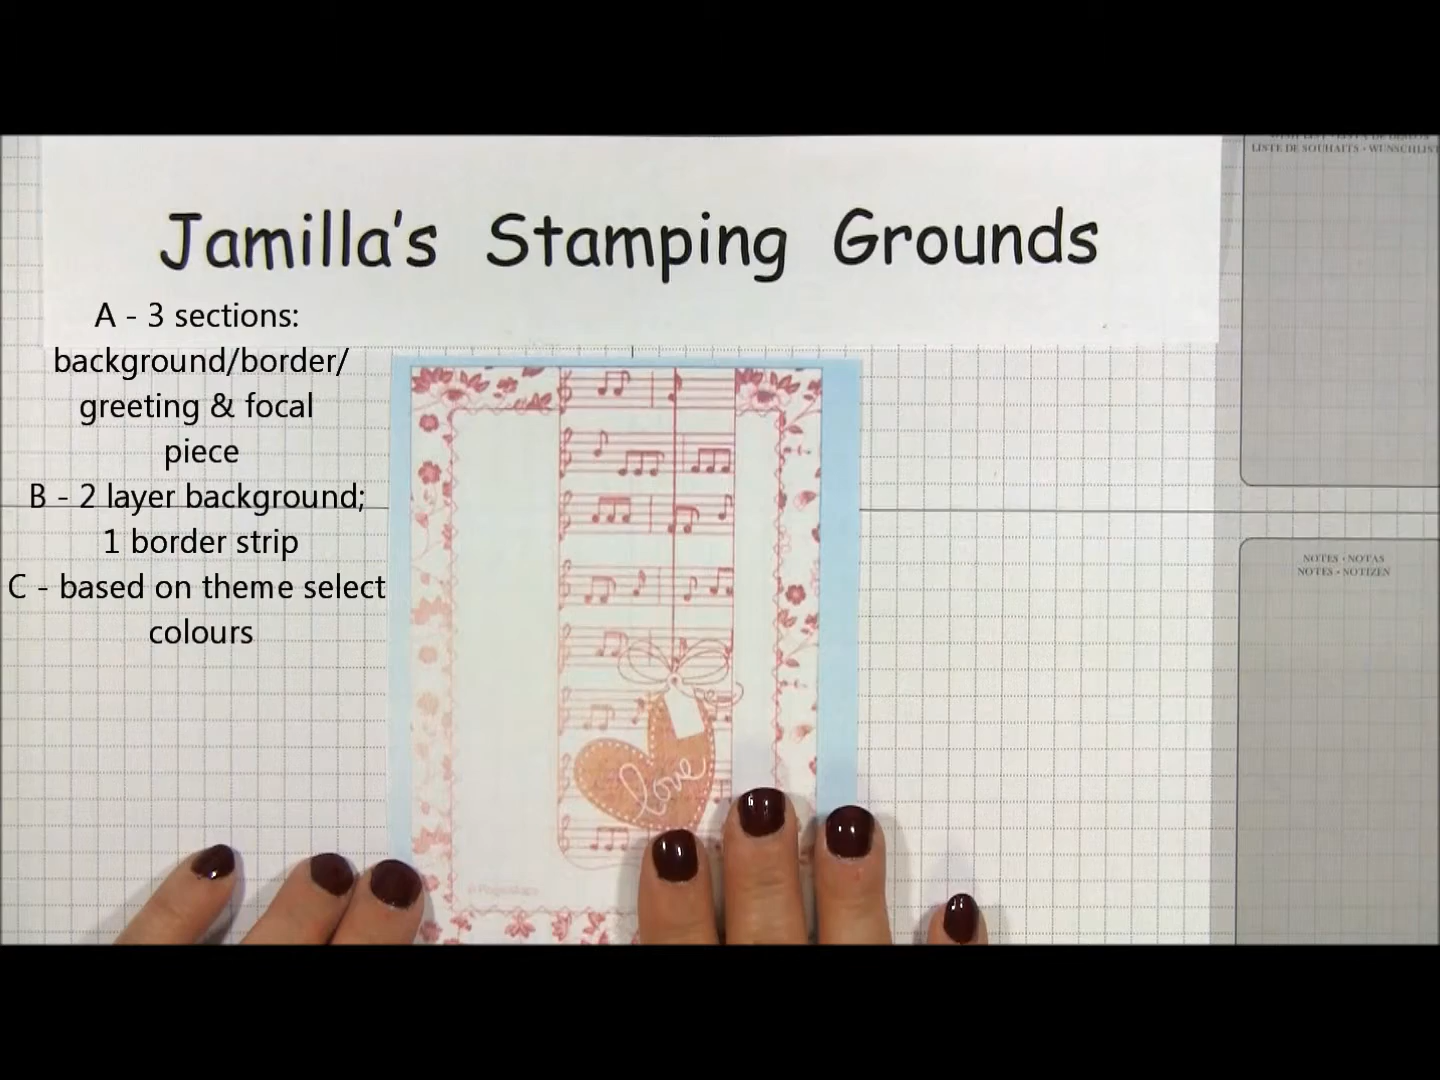 LISTE DE SOUHAITS • WUNSCHLIST
Jamilla's Stamping Grounds
A - 3 sections:
background/border/
greeting & focal
piece
B - 2 layer background;
1 border strip
C - based on theme select
colours
NOTES • NOTAS
NOTES • NOTIZEN
love